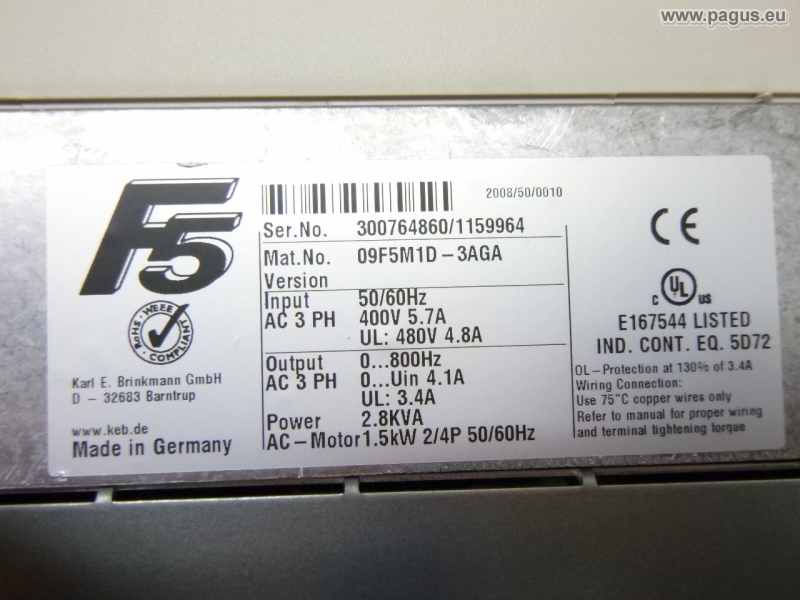 www.pagus.eu
F5
2008/50/0010
Ser.No. 300764860/1159964
Mat.No. 09F5M1D-3AGA
Version
Input 50/60Hz
AC 3 PH 400V 5.7A
UL: 480V 4.8A
Output 0...800Hz
AC 3 PH 0...Uin 4.1A
UL: 3.4A
Power 2.8KVA
AC-Motor 1.5kW 2/4P 50/60Hz
RoHS - WEEE
COMPLIANT
Karl E. Brinkmann GmbH
D - 32683 Barntrup
www.keb.de
Made in Germany
CE
c UL us
E167544 LISTED
IND. CONT. EQ. 5D72
OL-Protection at 130% of 3.4A
Wiring Connection:
Use 75°C copper wires only
Refer to manual for proper wiring
and terminal tightening torque